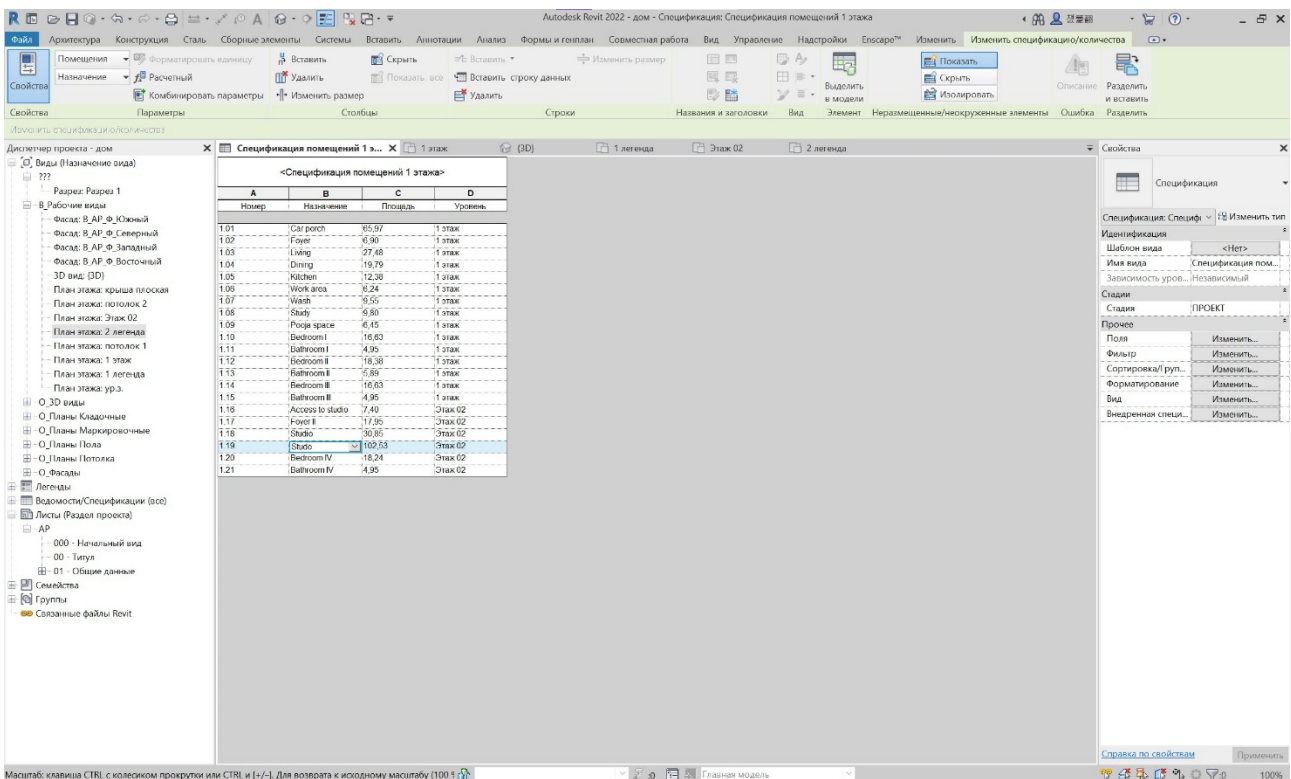 Autodesk Revit 2022 - дом - Спецификация: Спецификация помещений 1 этажа
Файл Архитектура Конструкция Сталь Сборные элементы Системы Вставить Аннотации Анализ Формы и генплан Совместная работа Вид Управление Надстройки Enscape™ Изменить Изменить спецификацию/количества
Помещения Форматировать единицу Вставить Скрыть Вставить Изменить размер Показать
Свойства Назначение Расчетный Удалить Показать все Вставить строку данных Выделить в модели Скрыть Описание Разделить и вставить
Комбинировать параметры Изменить размер Удалить Изолировать
Свойства Параметры Столбцы Строки Названия и заголовки Вид Элемент Неразмещенные/неокруженные элементы Ошибка Разделить
Изменить спецификацию/количества
Диспетчер проекта - дом
Виды (Назначение вида)
???
Разрез: Разрез 1
В_Рабочие виды
Фасад: В_АР_Ф_Южный
Фасад: В_АР_Ф_Северный
Фасад: В_АР_Ф_Западный
Фасад: В_АР_Ф_Восточный
3D вид: {3D}
План этажа: крыша плоская
План этажа: потолок 2
План этажа: Этаж 02
План этажа: 2 легенда
План этажа: потолок 1
План этажа: 1 этаж
План этажа: 1 легенда
План этажа: ур.з.
О_3D виды
О_Планы Кладочные
О_Планы Маркировочные
О_Планы Пола
О_Планы Потолка
О_Фасады
Легенды
Ведомости/Спецификации (все)
Листы (Раздел проекта)
АР
000 - Начальный вид
00 - Титул
01 - Общие данные
Семейства
Группы
Связанные файлы Revit
Спецификация помещений 1 э... 1 этаж {3D} 1 легенда Этаж 02 2 легенда
<Спецификация помещений 1 этажа>
A B C D
Номер Назначение Площадь Уровень
1.01 Car porch 65,97 1 этаж
1.02 Foyer 6,90 1 этаж
1.03 Living 27,48 1 этаж
1.04 Dining 19,79 1 этаж
1.05 Kitchen 12,38 1 этаж
1.06 Work area 6,24 1 этаж
1.07 Wash 9,55 1 этаж
1.08 Study 9,80 1 этаж
1.09 Pooja space 6,45 1 этаж
1.10 Bedroom I 16,63 1 этаж
1.11 Bathroom I 4,95 1 этаж
1.12 Bedroom II 18,38 1 этаж
1.13 Bathroom II 5,89 1 этаж
1.14 Bedroom III 16,63 1 этаж
1.15 Bathroom III 4,95 1 этаж
1.16 Access to studio 7,40 Этаж 02
1.17 Foyer II 17,95 Этаж 02
1.18 Studio 30,85 Этаж 02
1.19 Studo 102,53 Этаж 02
1.20 Bedroom IV 18,24 Этаж 02
1.21 Bathroom IV 4,95 Этаж 02
Свойства
Спецификация
Спецификация: Специфи Изменить тип
Идентификация
Шаблон вида <Нет>
Имя вида Спецификация пом...
Зависимость уров... Независимый
Стадии
Стадия ПРОЕКТ
Прочее
Поля Изменить...
Фильтр Изменить...
Сортировка/Груп... Изменить...
Форматирование Изменить...
Вид Изменить...
Внедренная специ... Изменить...
Справка по свойствам Применить
Масштаб: клавиша CTRL с колесиком прокрутки или CTRL и [+/-]. Для возврата к исходному масштабу (100 :0 Главная модель :0 100%